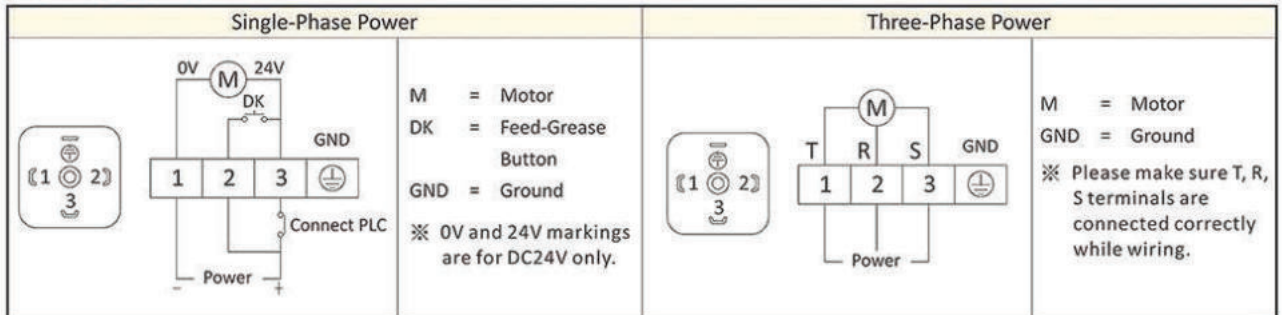 Single-Phase Power
0V
24V
M
DK
GND
1
2
3
1
2
3
Connect PLC
Power
-
+
M = Motor
DK = Feed-Grease
Button
GND = Ground
※ 0V and 24V markings
are for DC24V only.
Three-Phase Power
M
T
R
S
GND
1
2
3
1
2
3
Power
M = Motor
GND = Ground
※ Please make sure T, R,
S terminals are
connected correctly
while wiring.